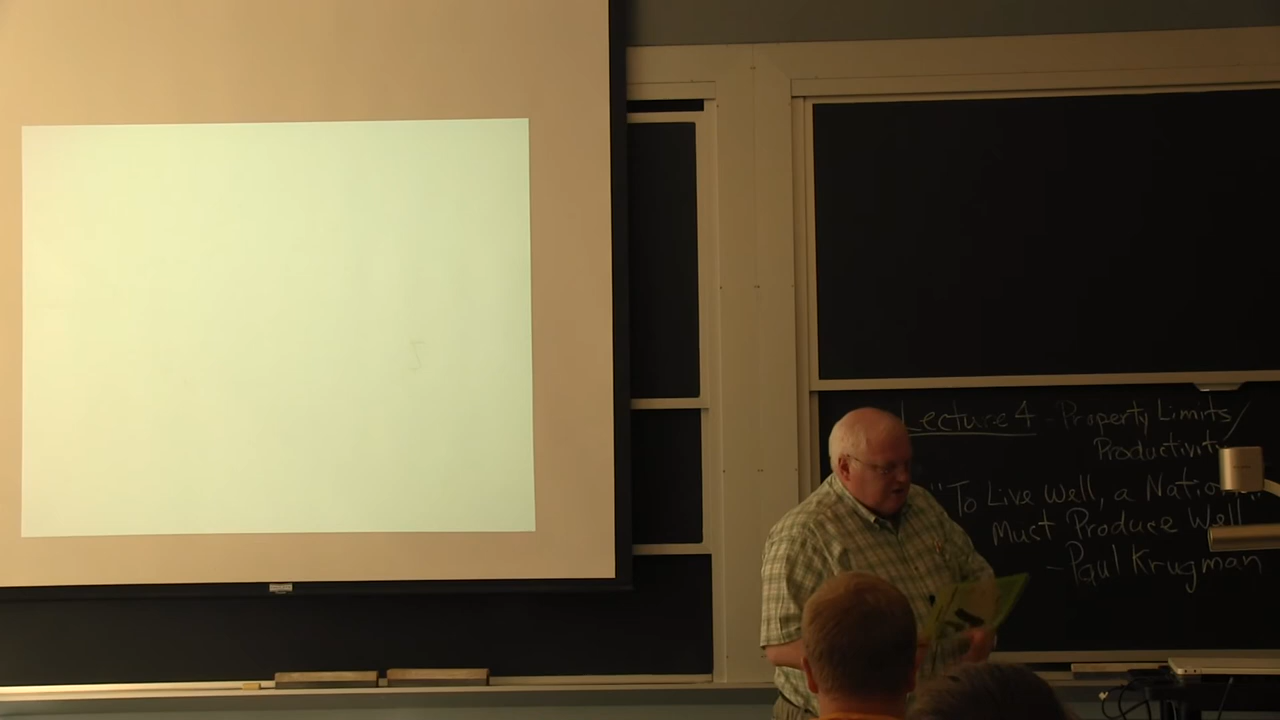 Lecture 4 - Property Limits/
Productivity
"To Live Well, a Nation
Must Produce Well"
-Paul Krugman